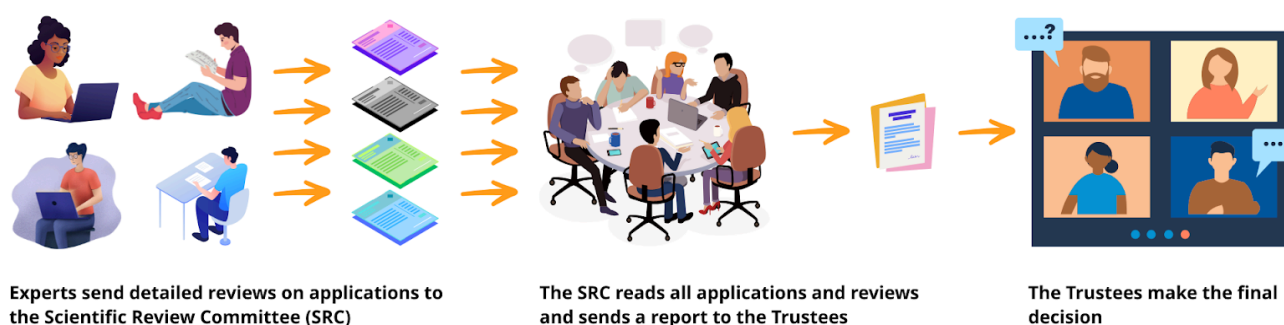 ...?
...
Experts send detailed reviews on applications to
the Scientific Review Committee (SRC)
The SRC reads all applications and reviews
and sends a report to the Trustees
The Trustees make the final
decision